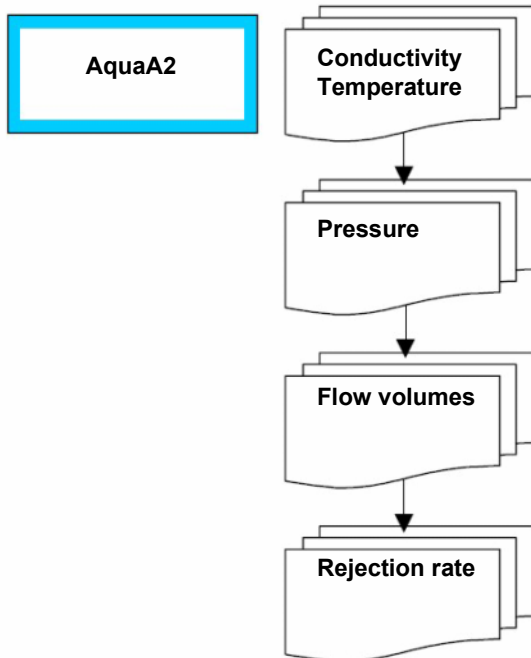 AquaA2
Conductivity
Temperature
Pressure
Flow volumes
Rejection rate